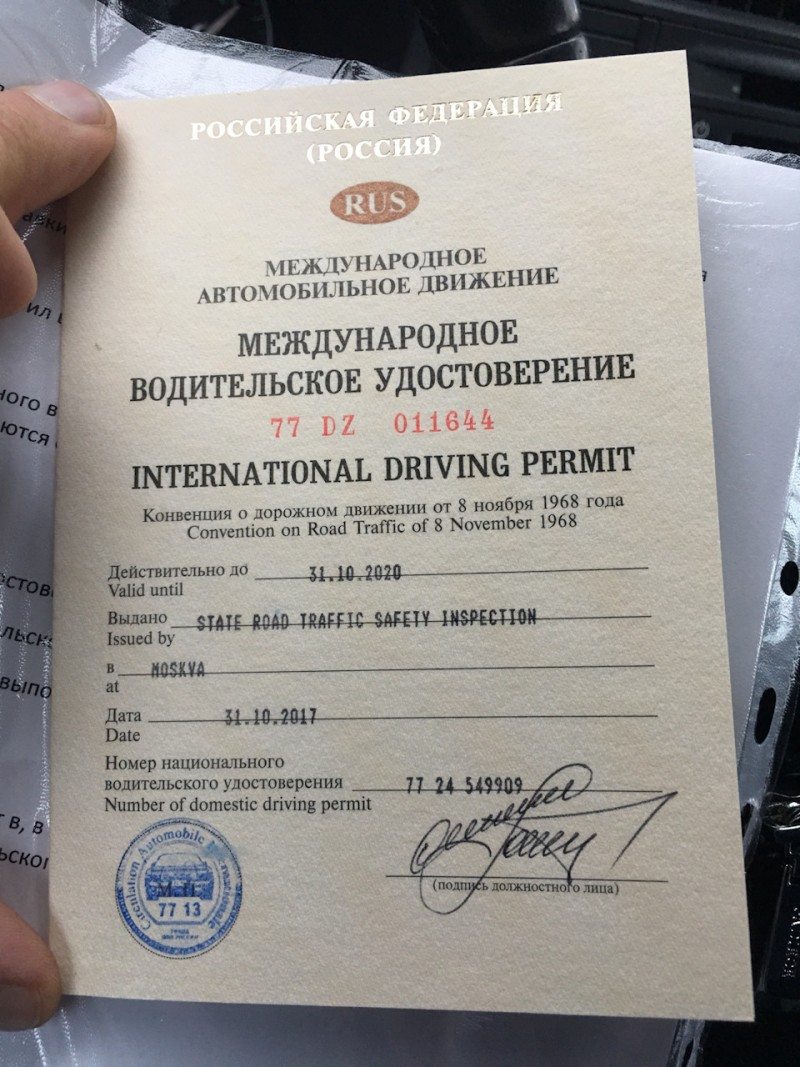 РОССИЙСКАЯ ФЕДЕРАЦИЯ
(РОССИЯ)
RUS
МЕЖДУНАРОДНОЕ
АВТОМОБИЛЬНОЕ ДВИЖЕНИЕ
МЕЖДУНАРОДНОЕ
ВОДИТЕЛЬСКОЕ УДОСТОВЕРЕНИЕ
77 DZ 011644
INTERNATIONAL DRIVING PERMIT
Конвенция о дорожном движении от 8 ноября 1968 года
Convention on Road Traffic of 8 November 1968
Действительно до 31.10.2020
Valid until
Выдано STATE ROAD TRAFFIC SAFETY INSPECTION
Issued by
в MOSKVA
at
Дата 31.10.2017
Date
Номер национального
водительского удостоверения 77 24 549909
Number of domestic driving permit
Circulation Automobile Internationale
М.П.
77 13
(подпись должностного лица)